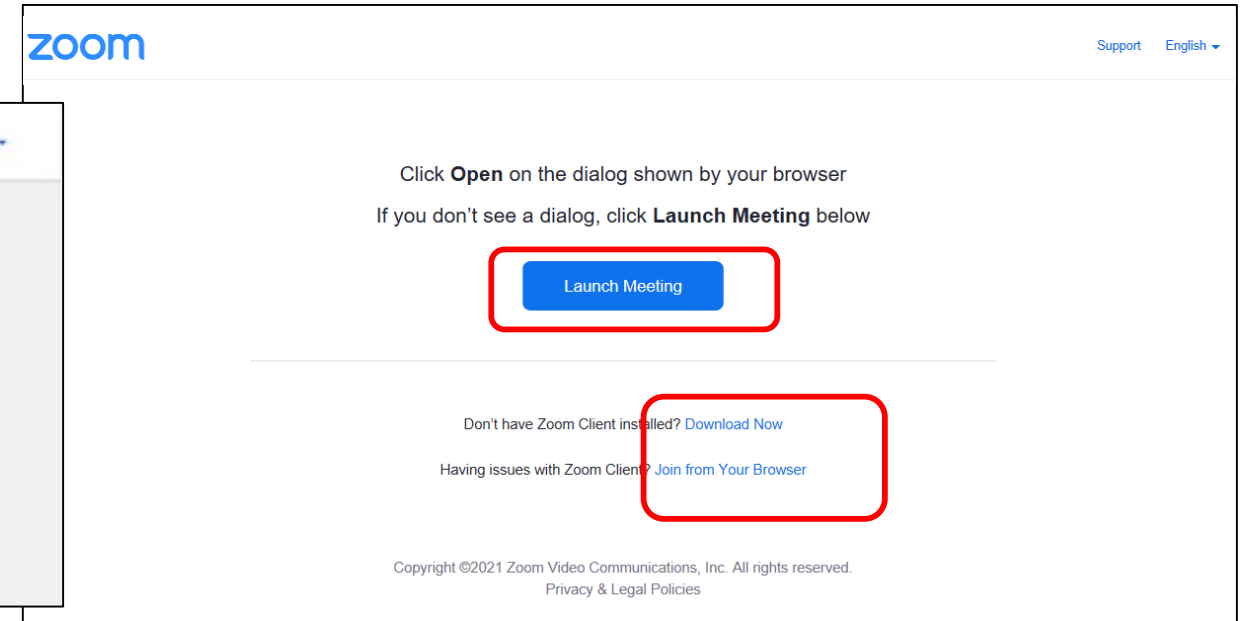 zoom
Support English
Click Open on the dialog shown by your browser
If you don’t see a dialog, click Launch Meeting below
Launch Meeting
Don’t have Zoom Client installed? Download Now
Having issues with Zoom Client? Join from Your Browser
Copyright ©2021 Zoom Video Communications, Inc. All rights reserved.
Privacy & Legal Policies